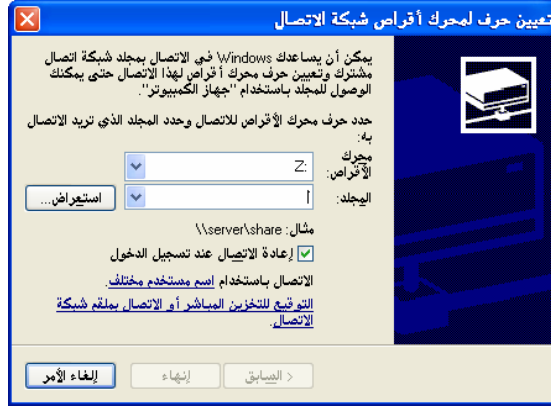 تعيين حرف لمحرك أقراص شبكة الاتصال
يمكن أن يساعدك Windows في الاتصال بمجلد شبكة اتصال
مشترك وتعيين حرف محرك أقراص لهذا الاتصال حتى يمكنك
الوصول للمجلد باستخدام "جهاز الكمبيوتر".
حدد حرف محرك الأقراص للاتصال وحدد المجلد الذي تريد الاتصال
به:
محرك
الأقراص:
Z:
المجلد:
استعراض...
مثال: \\server\share
إعادة الاتصال عند تسجيل الدخول
الاتصال باستخدام اسم مستخدم مختلف.
التوقيع للتخزين المباشر أو الاتصال بملقم شبكة
الاتصال.
< السابق
إنهاء
إلغاء الأمر